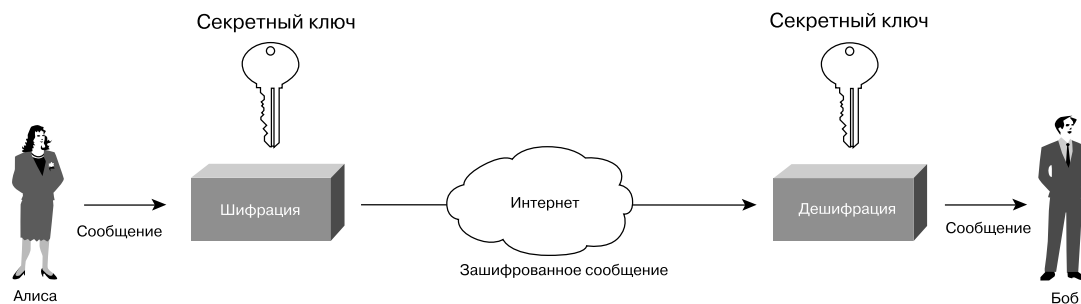 Секретный ключ
Секретный ключ
Шифрация
Интернет
Дешифрация
Сообщение
Сообщение
Зашифрованное сообщение
Алиса
Боб